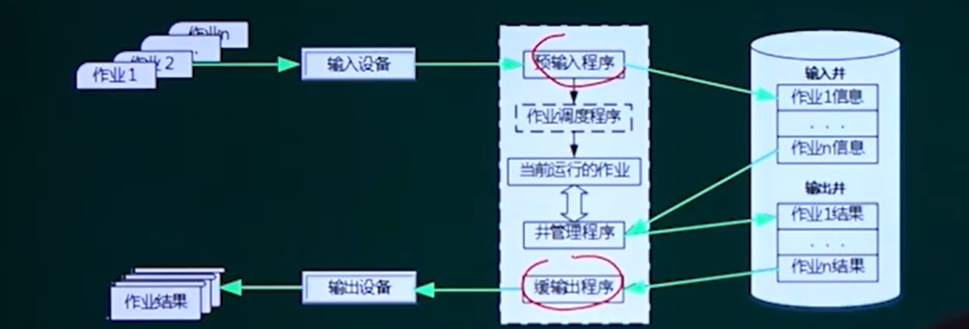 作业n
. .
作业2
作业1
输入设备
预输入程序
作业调度程序
当前运行的作业
井管理程序
缓输出程序
输入井
作业1信息
. . .
作业n信息
输出井
作业1结果
. . .
作业n结果
输出设备
作业结果